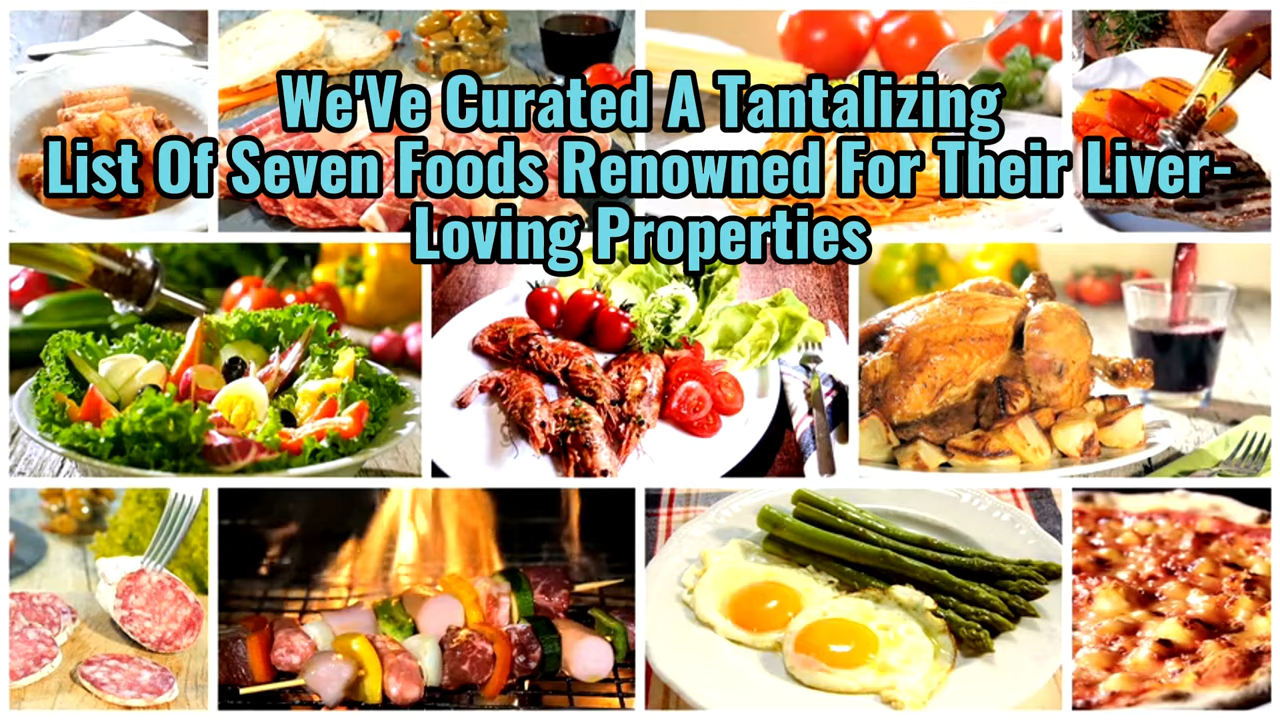 We'Ve Curated A Tantalizing
List Of Seven Foods Renowned For Their Liver-
Loving Properties